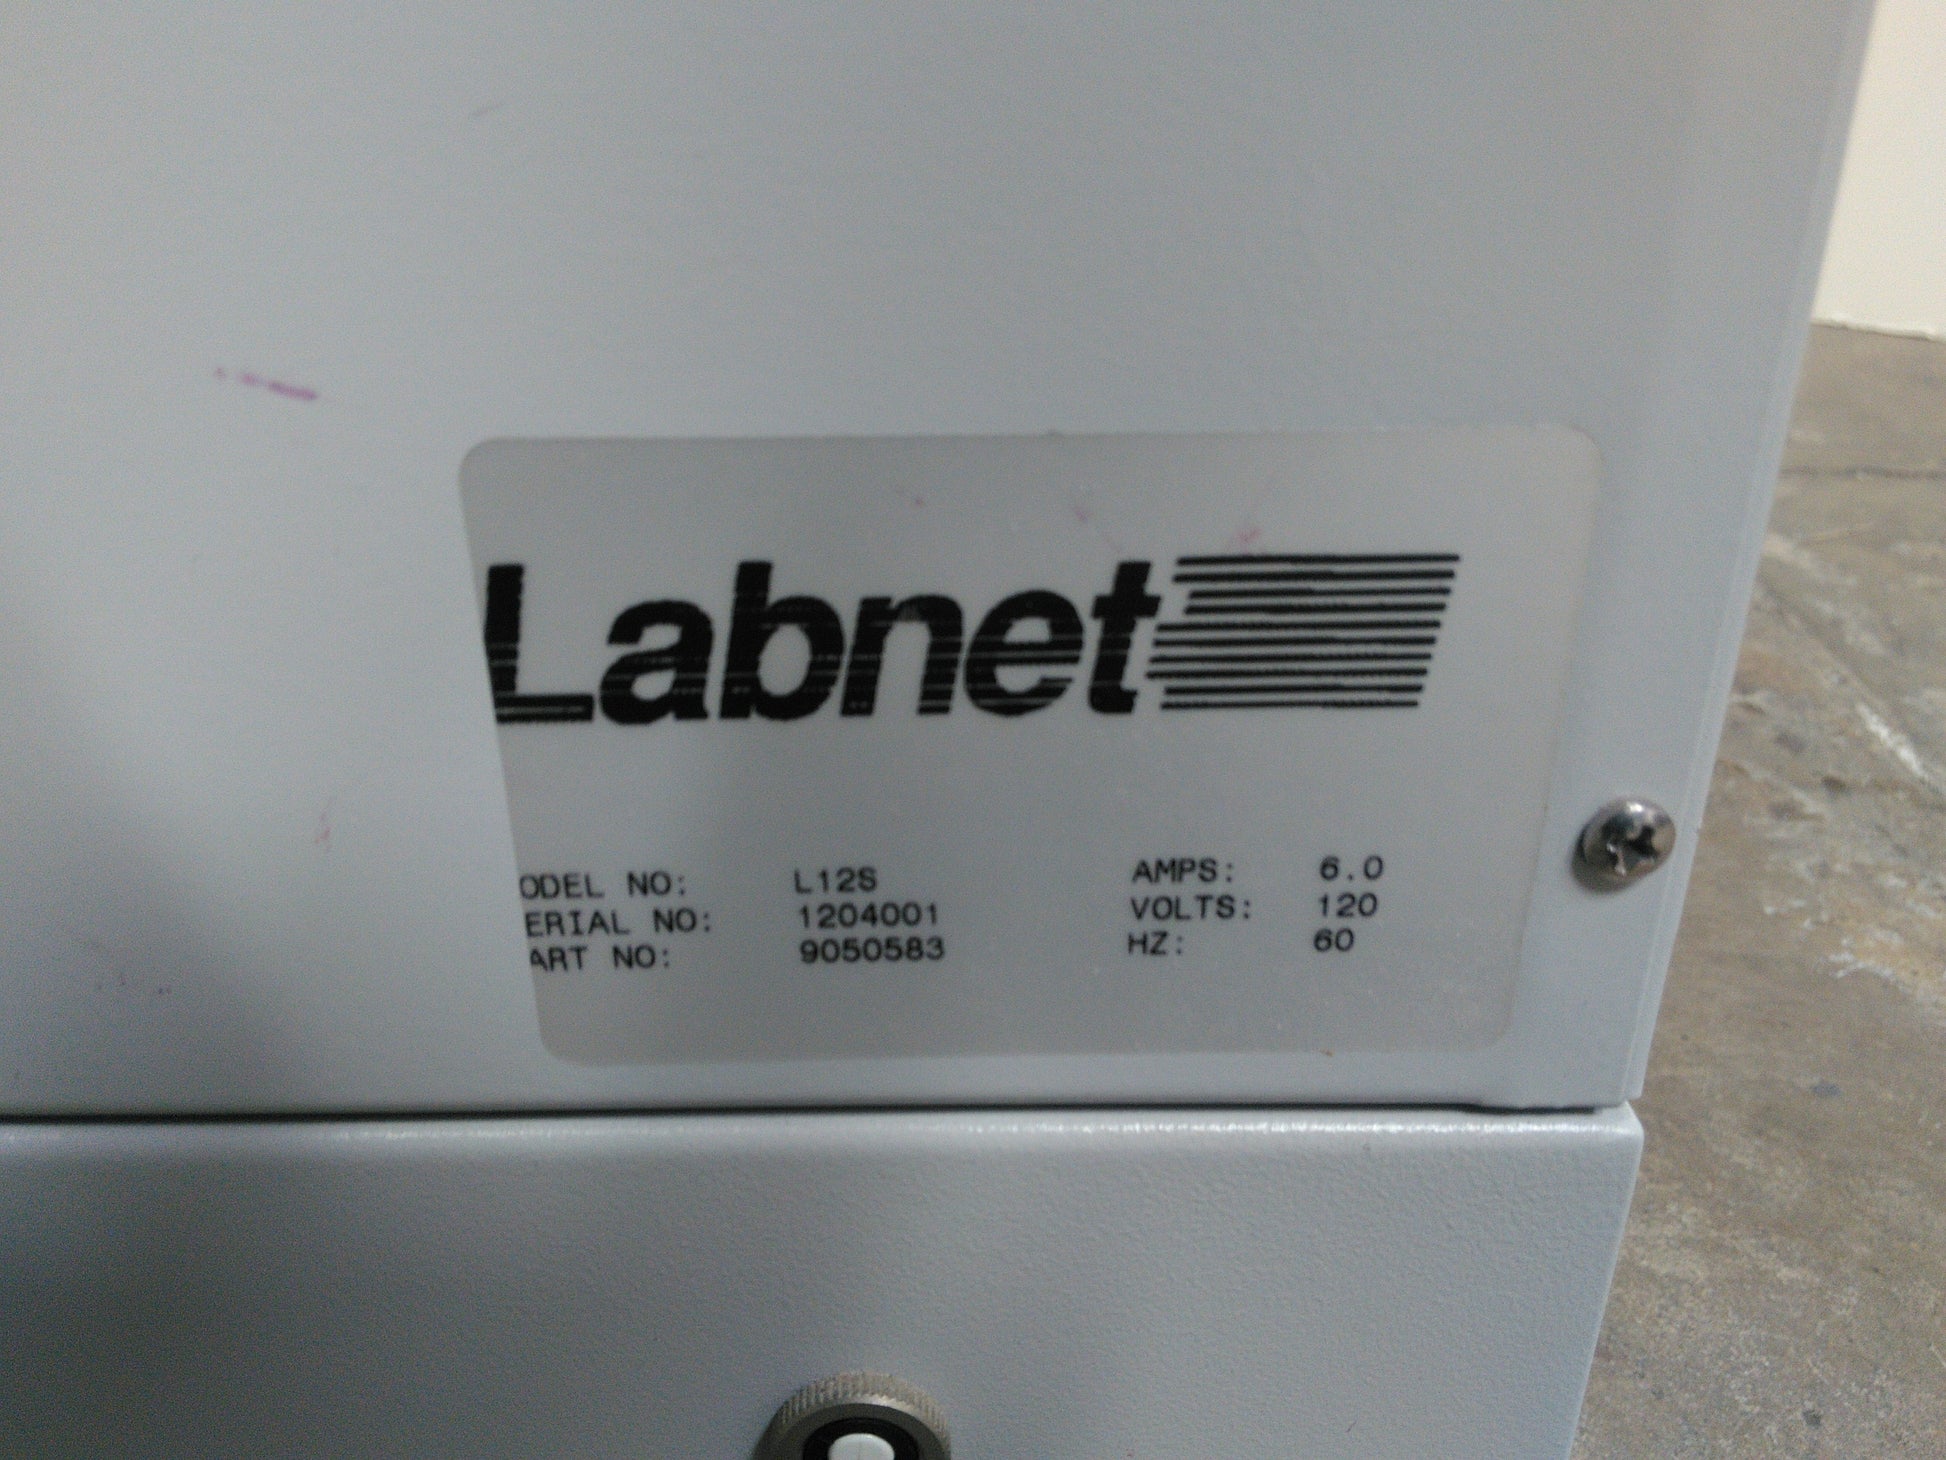 Labnet
ODEL NO: L12S
ERIAL NO: 1204001
ART NO: 9050583
AMPS: 6.0
VOLTS: 120
HZ: 60